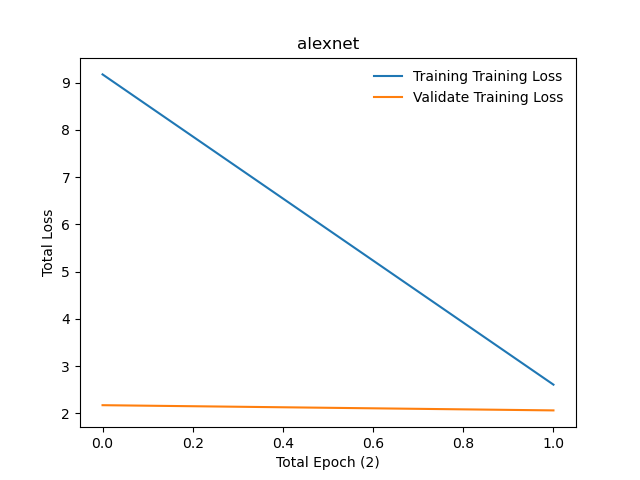 alexnet
Training Training Loss
Validate Training Loss
Total Loss
9
8
7
6
5
4
3
2
0.0 0.2 0.4 0.6 0.8 1.0
Total Epoch (2)